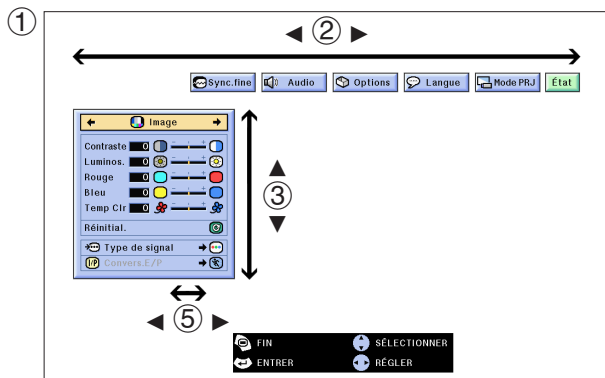 ①
◄ ② ►
Sync.fine Audio Options Langue Mode PRJ État
← Image →
Contraste 0
Luminos. 0
Rouge 0
Bleu 0
Temp Clr 0
Réinitial.
Type de signal
I/P Convers.E/P
▲
③
▼
◄ ⑤ ►
FIN SÉLECTIONNER
ENTRER RÉGLER